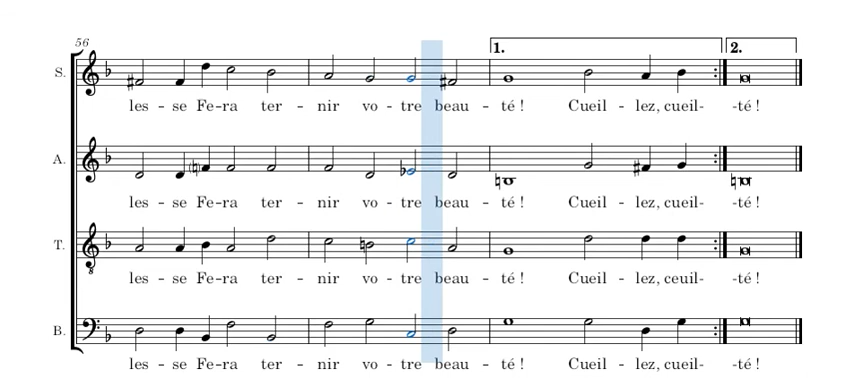 56
1. 2.
S.
les - se Fe-ra ter - nir vo - tre beau - té ! Cueil - lez, cueil- -té !
A.
les - se Fe-ra ter - nir vo - tre beau - té ! Cueil - lez, cueil- -té !
T.
les - se Fe-ra ter - nir vo - tre beau - té ! Cueil - lez, ceuil- -té !
B.
les - se Fe-ra ter - nir vo - tre beau - té ! Cueil - lez, cueil- -té !